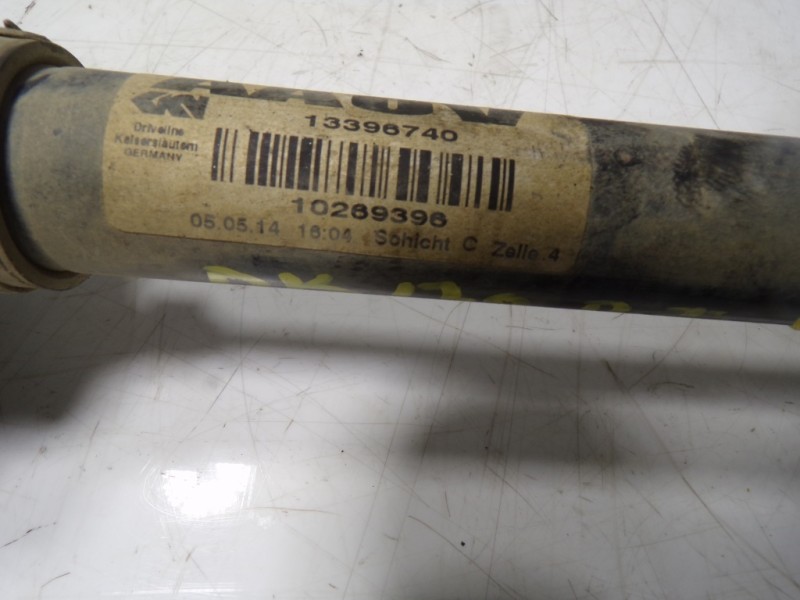 13396740
Driveline
Kaiserslautern
GERMANY
10269396
05.05.14 16:04 Schicht C Zelle 4